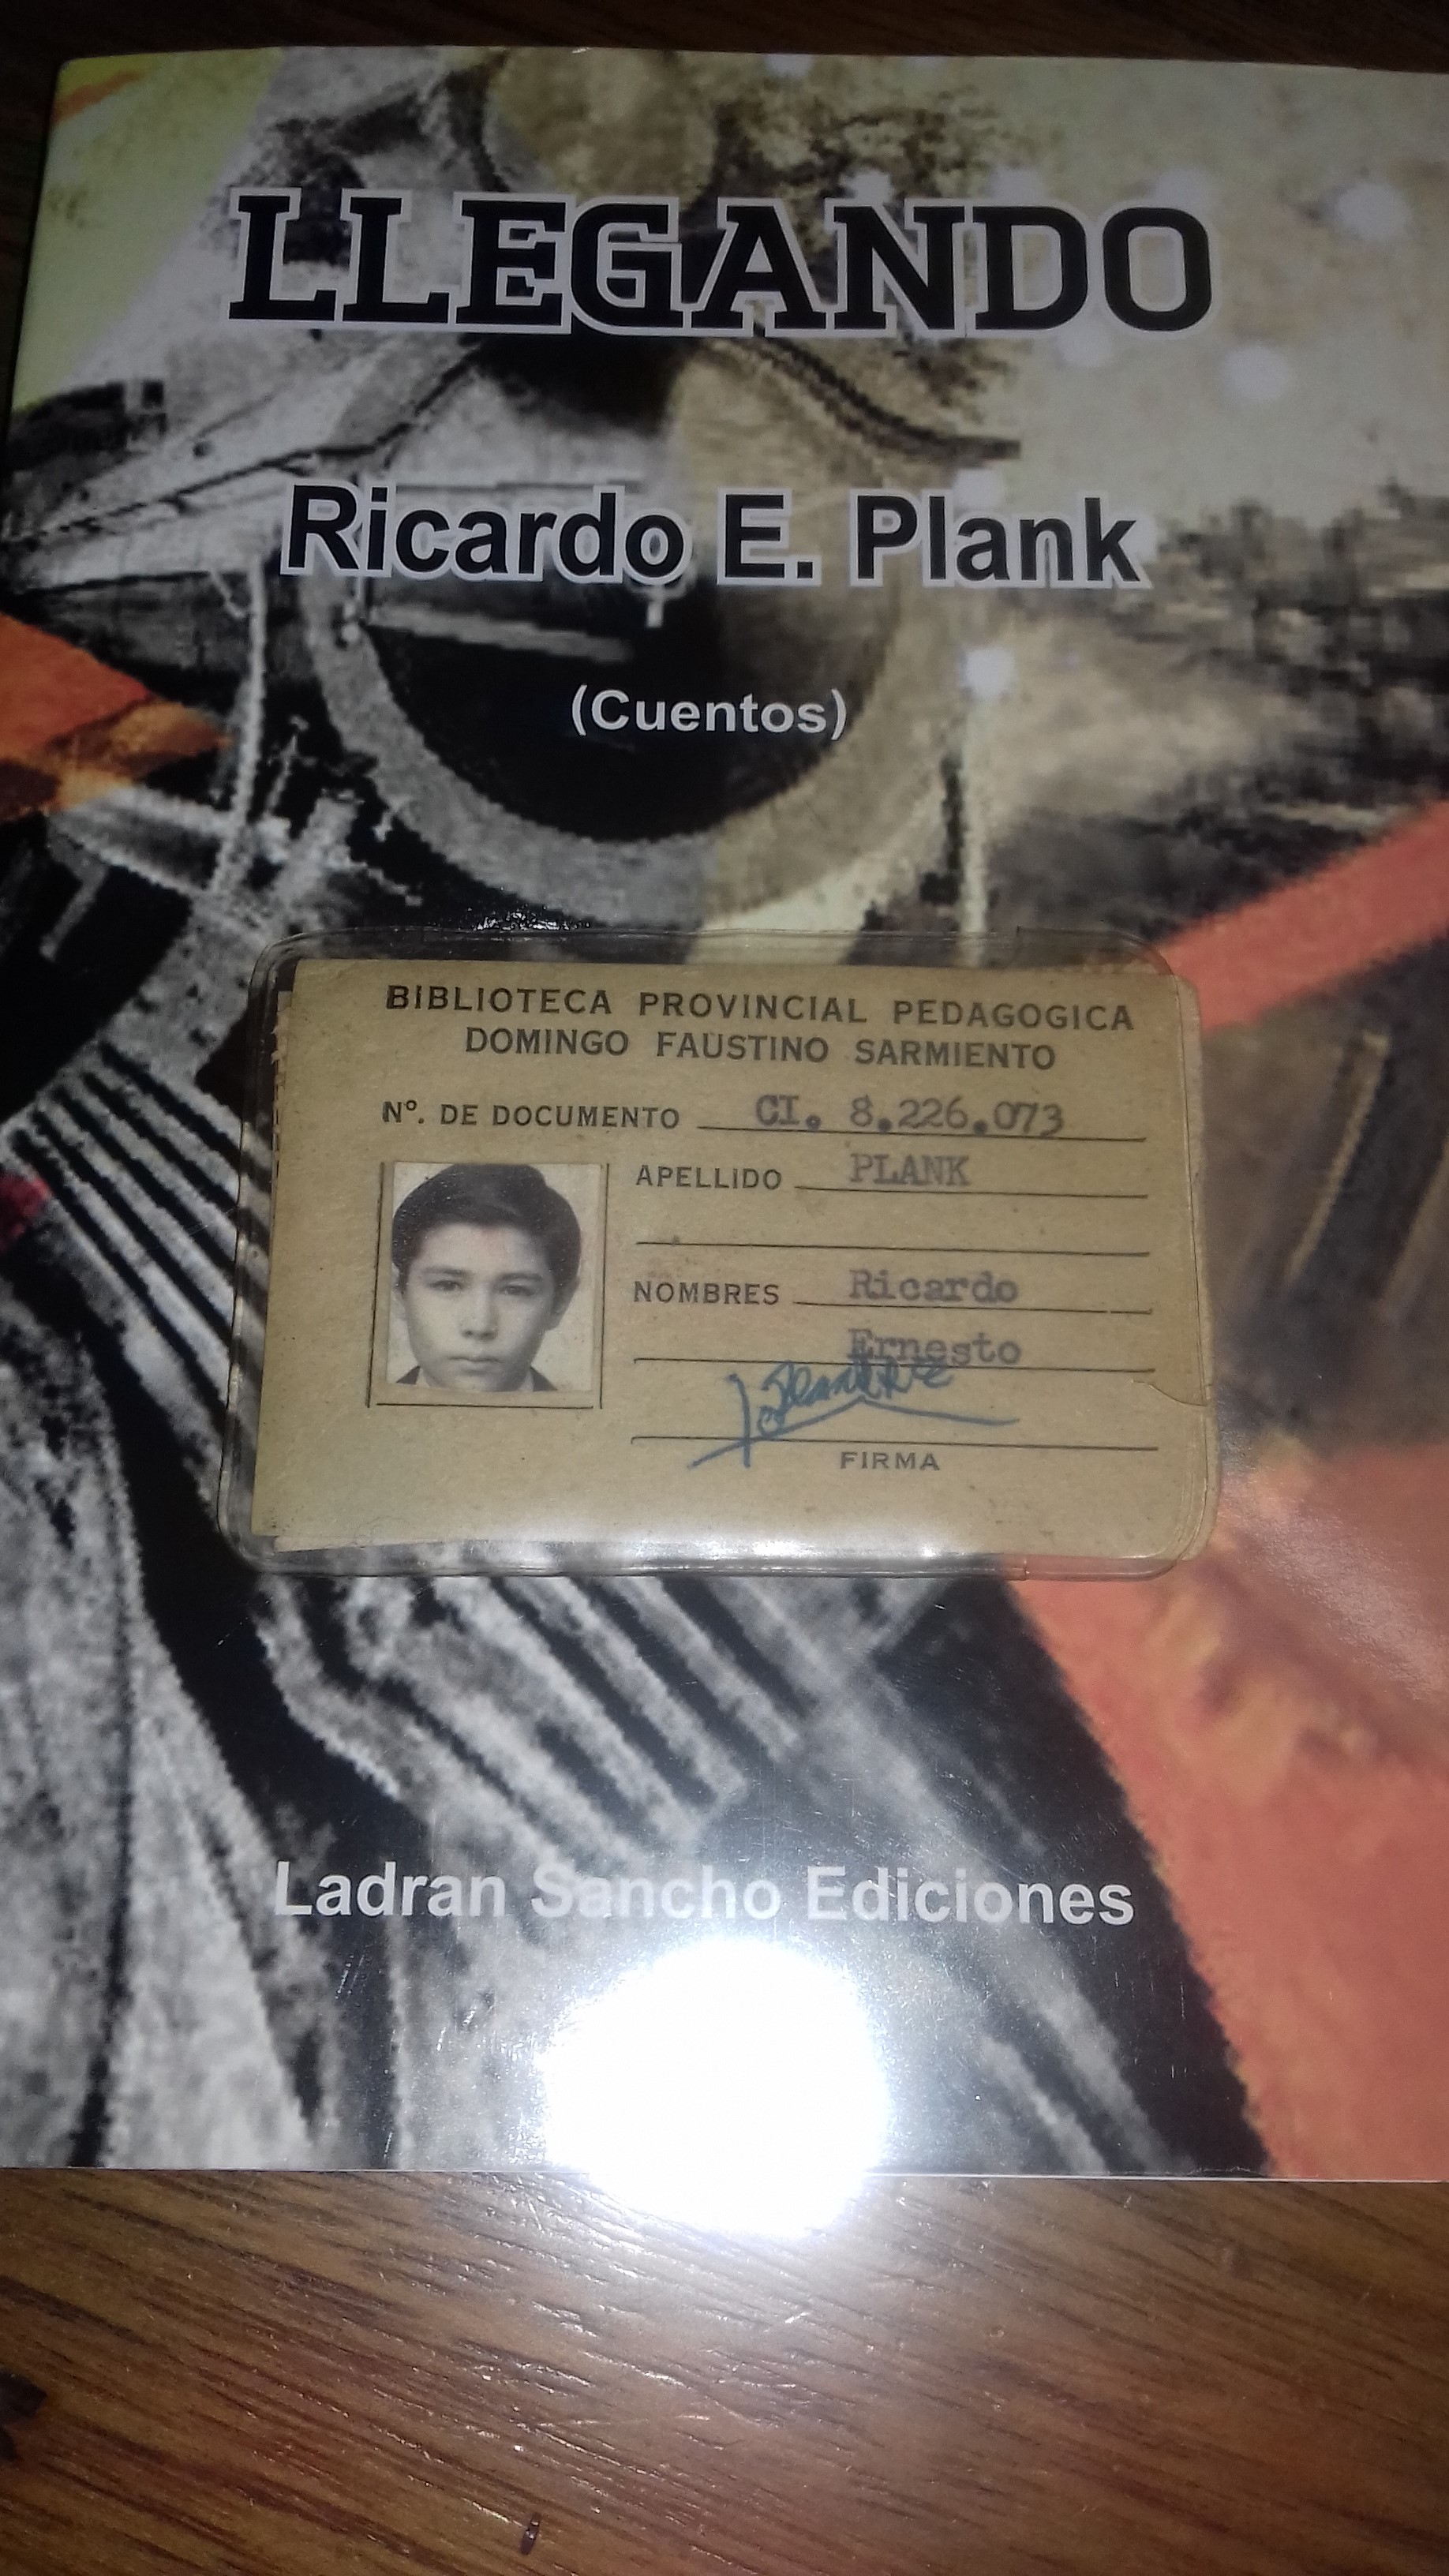 LLEGANDO
Ricardo E. Plank
(Cuentos)
BIBLIOTECA PROVINCIAL PEDAGOGICA
DOMINGO FAUSTINO SARMIENTO
Nº. DE DOCUMENTO CI. 8.226.073
APELLIDO PLANK
NOMBRES Ricardo
Ernesto
FIRMA
Ladran Sancho Ediciones